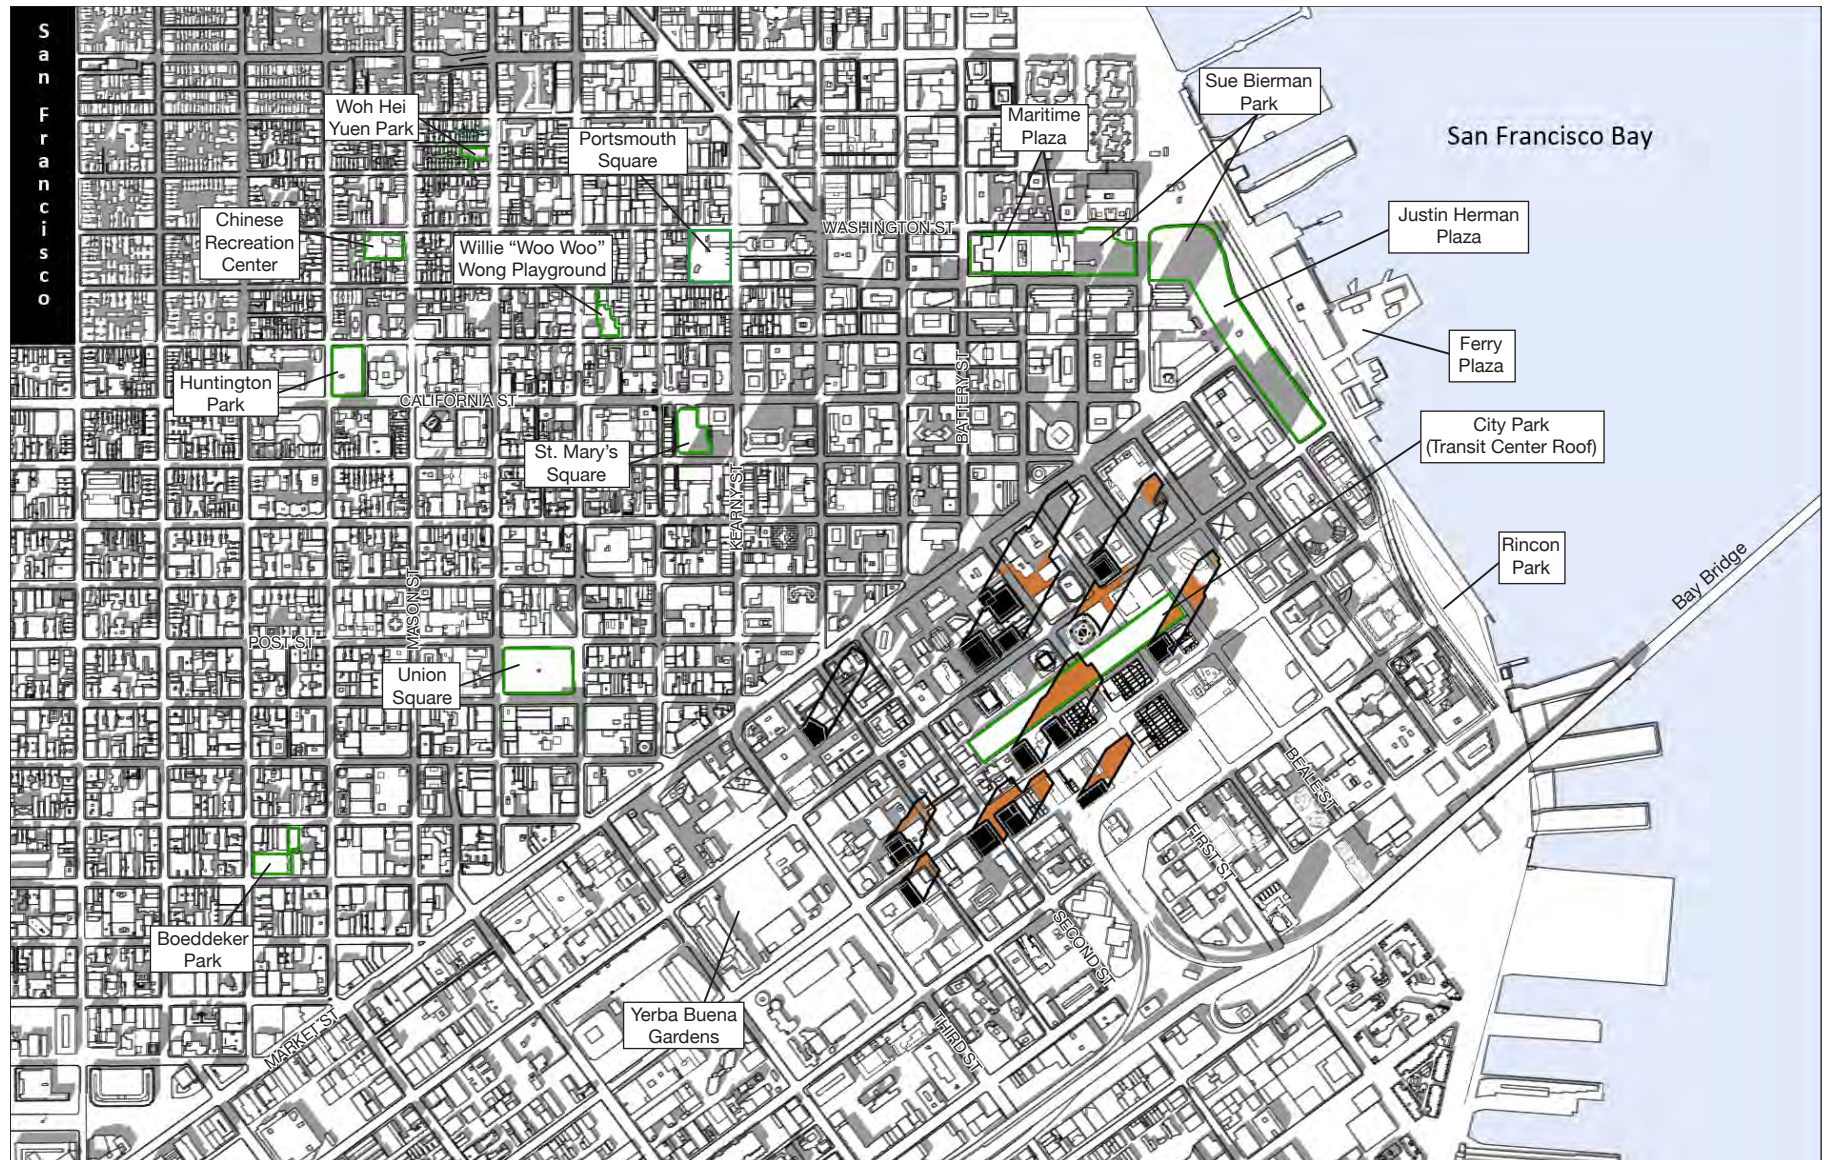 San Francisco
Woh Hei
Yuen Park
Portsmouth
Square
Maritime
Plaza
Sue Bierman
Park
San Francisco Bay
Chinese
Recreation
Center
Willie “Woo Woo”
Wong Playground
WASHINGTON ST
Justin Herman
Plaza
Ferry
Plaza
Huntington
Park
CALIFORNIA ST
BATTERY ST
St. Mary’s
Square
KEARNY ST
City Park
(Transit Center Roof)
Rincon
Park
Bay Bridge
MASON ST
POST ST
Union
Square
BEALE ST
FIRST ST
Boeddeker
Park
SECOND ST
Yerba Buena
Gardens
MARKET ST
THIRD ST